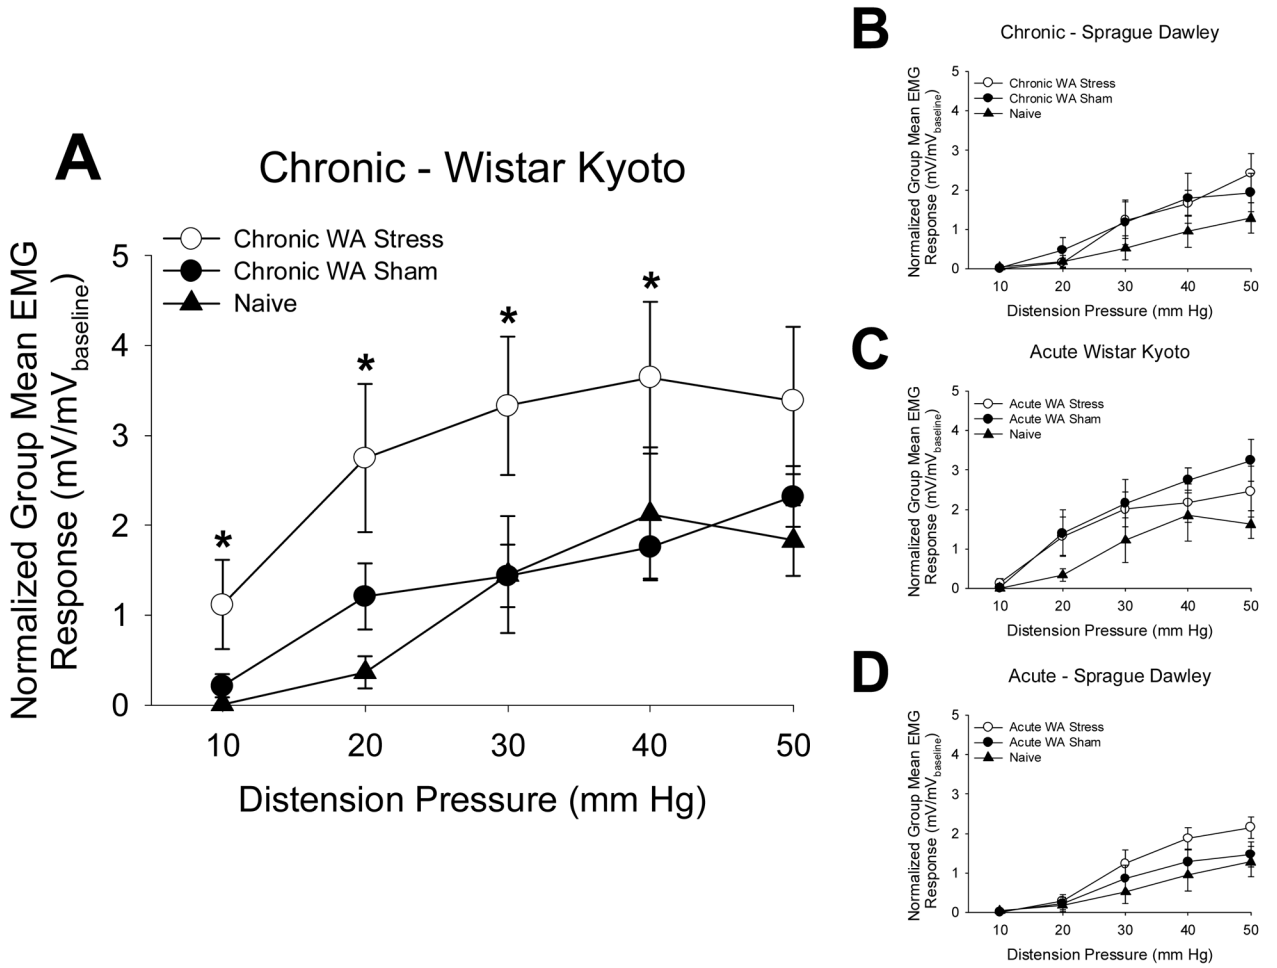 A
Chronic - Wistar Kyoto
Chronic WA Stress
Chronic WA Sham
Naive
Normalized Group Mean EMG
Response (mV/mVbaseline)
5
4
3
2
1
0
*
*
*
*
10 20 30 40 50
Distension Pressure (mm Hg)
B
Chronic - Sprague Dawley
Chronic WA Stress
Chronic WA Sham
Naive
Normalized Group Mean EMG
Response (mV/mVbaseline)
5
4
3
2
1
0
10 20 30 40 50
Distension Pressure (mm Hg)
C
Acute Wistar Kyoto
Acute WA Stress
Acute WA Sham
Naive
Normalized Group Mean EMG
Response (mV/mVbaseline)
5
4
3
2
1
0
10 20 30 40 50
Distension Pressure (mm Hg)
D
Acute - Sprague Dawley
Acute WA Stress
Acute WA Sham
Naive
Normalized Group Mean EMG
Response (mV/mVbaseline)
5
4
3
2
1
0
10 20 30 40 50
Distension Pressure (mm Hg)